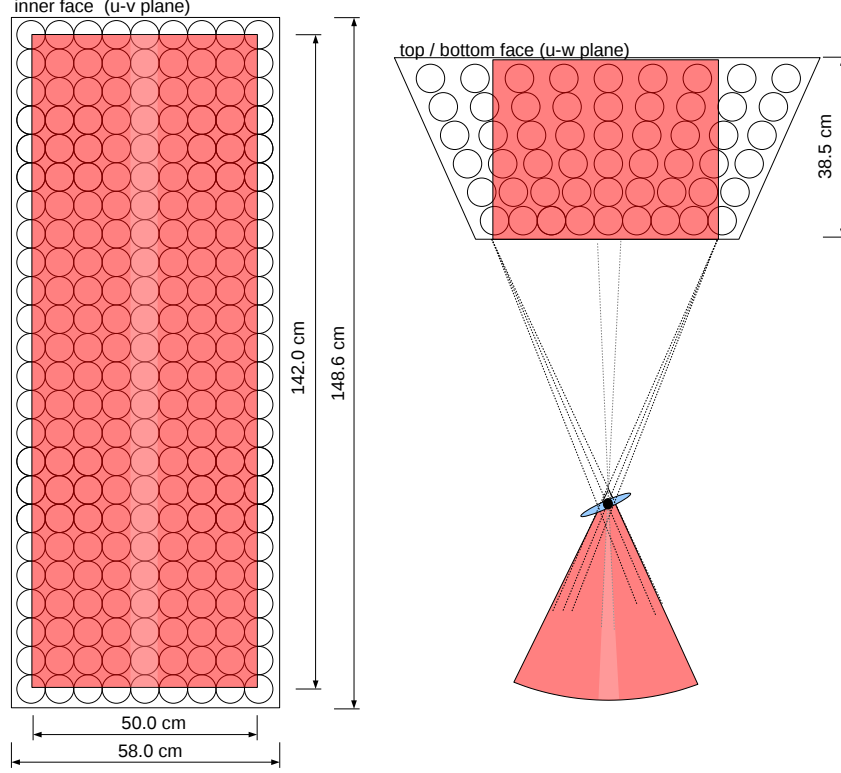 inner face (u-v plane)
top / bottom face (u-w plane)
38.5 cm
142.0 cm
148.6 cm
50.0 cm
58.0 cm